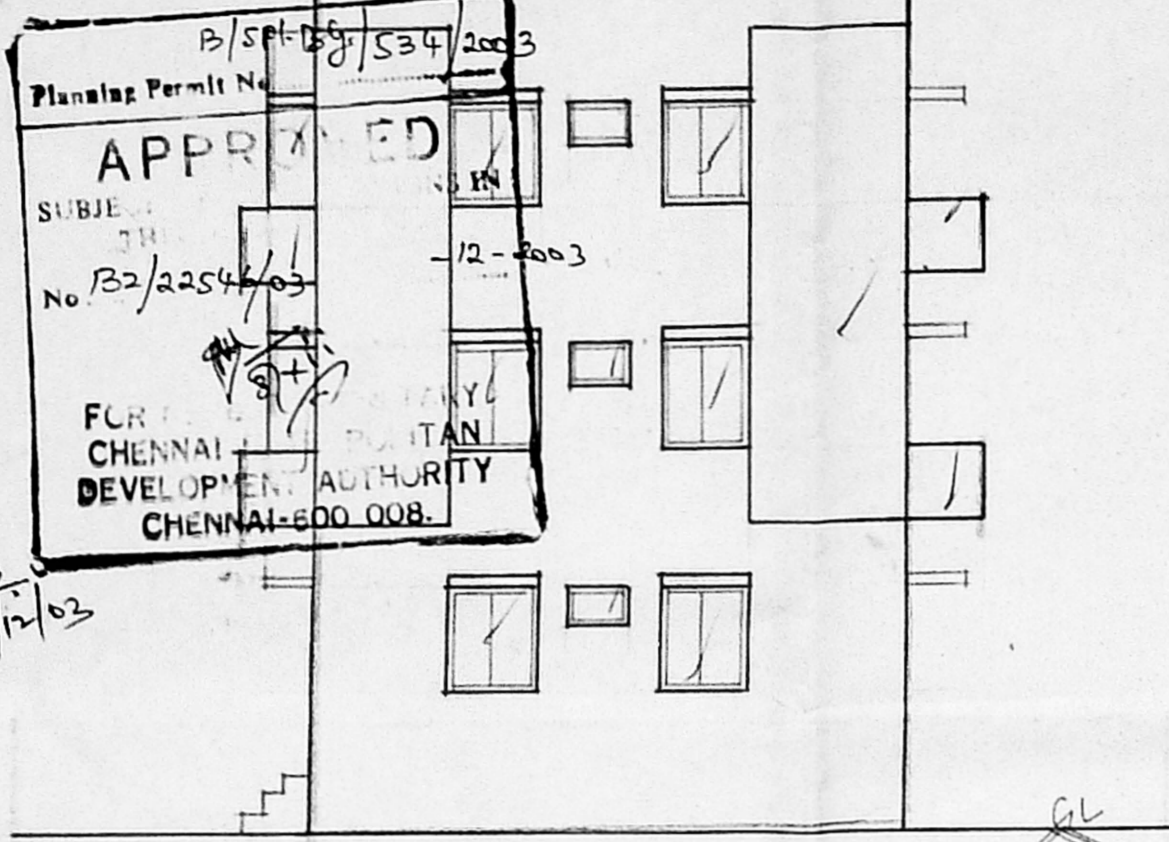 B/Spl-Bg/534/2003
Planning Permit No
APPROVED
IN
SUBJE
-12-2003
No. B2/22546/03
FOR
CHENNAI
DEVELOPMENT AUTHORITY
CHENNAI-600 008.
12/03
GL